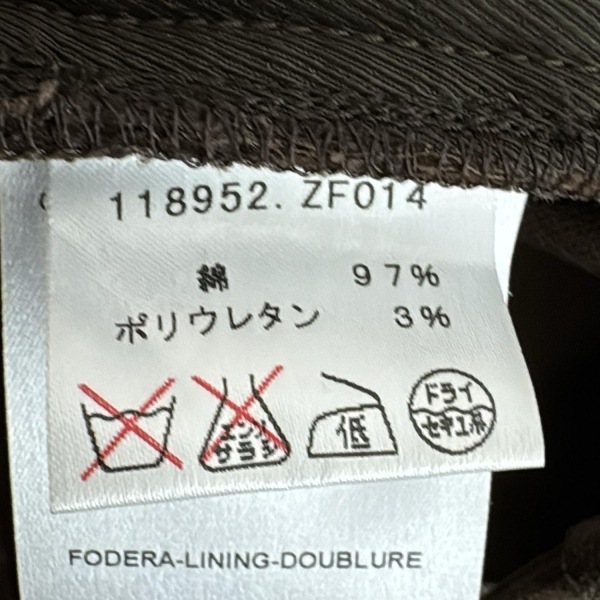 118952. ZF014
綿 97%
ポリウレタン 3%
エンソ
サラシ
低
ドライ
セキユ系
FODERA-LINING-DOUBLURE